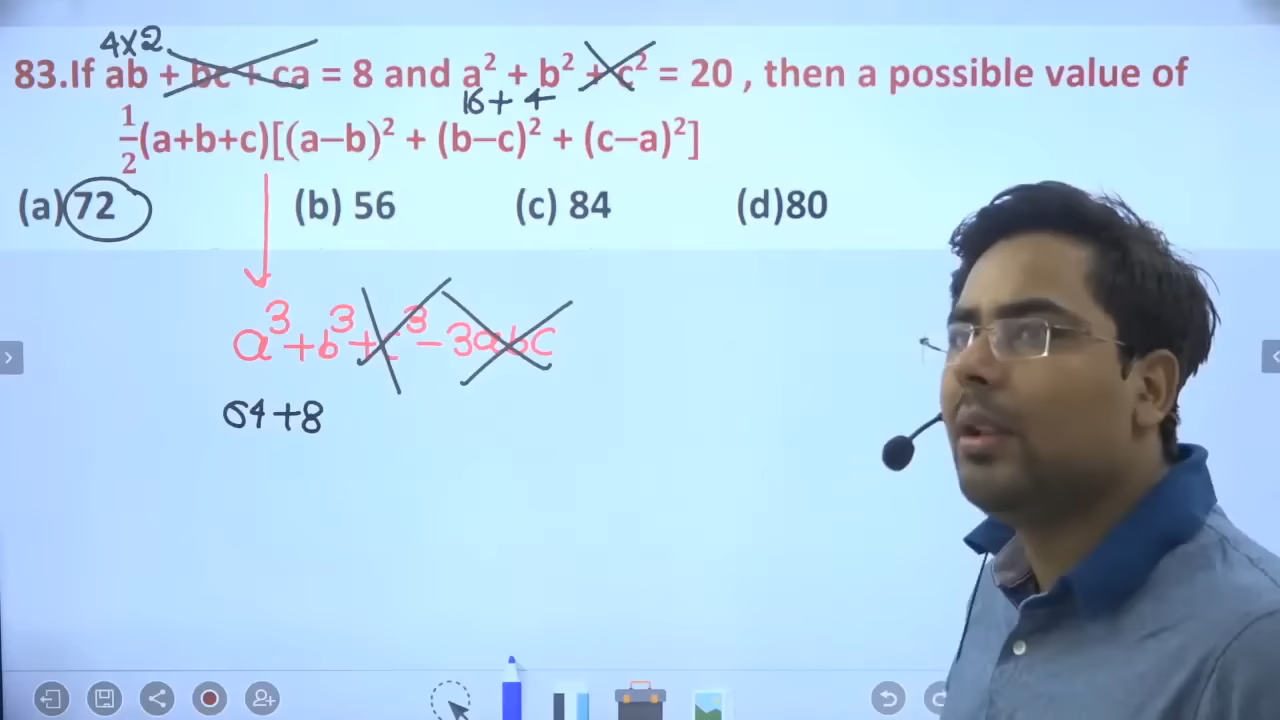 4×2
83.If ab + bc + ca = 8 and a² + b² + c² = 20 , then a possible value of
16+ 4
½(a+b+c)[(a−b)² + (b−c)² + (c−a)²]
(a) 72 (b) 56 (c) 84 (d)80
a³+b³+c³−3abc
64+8